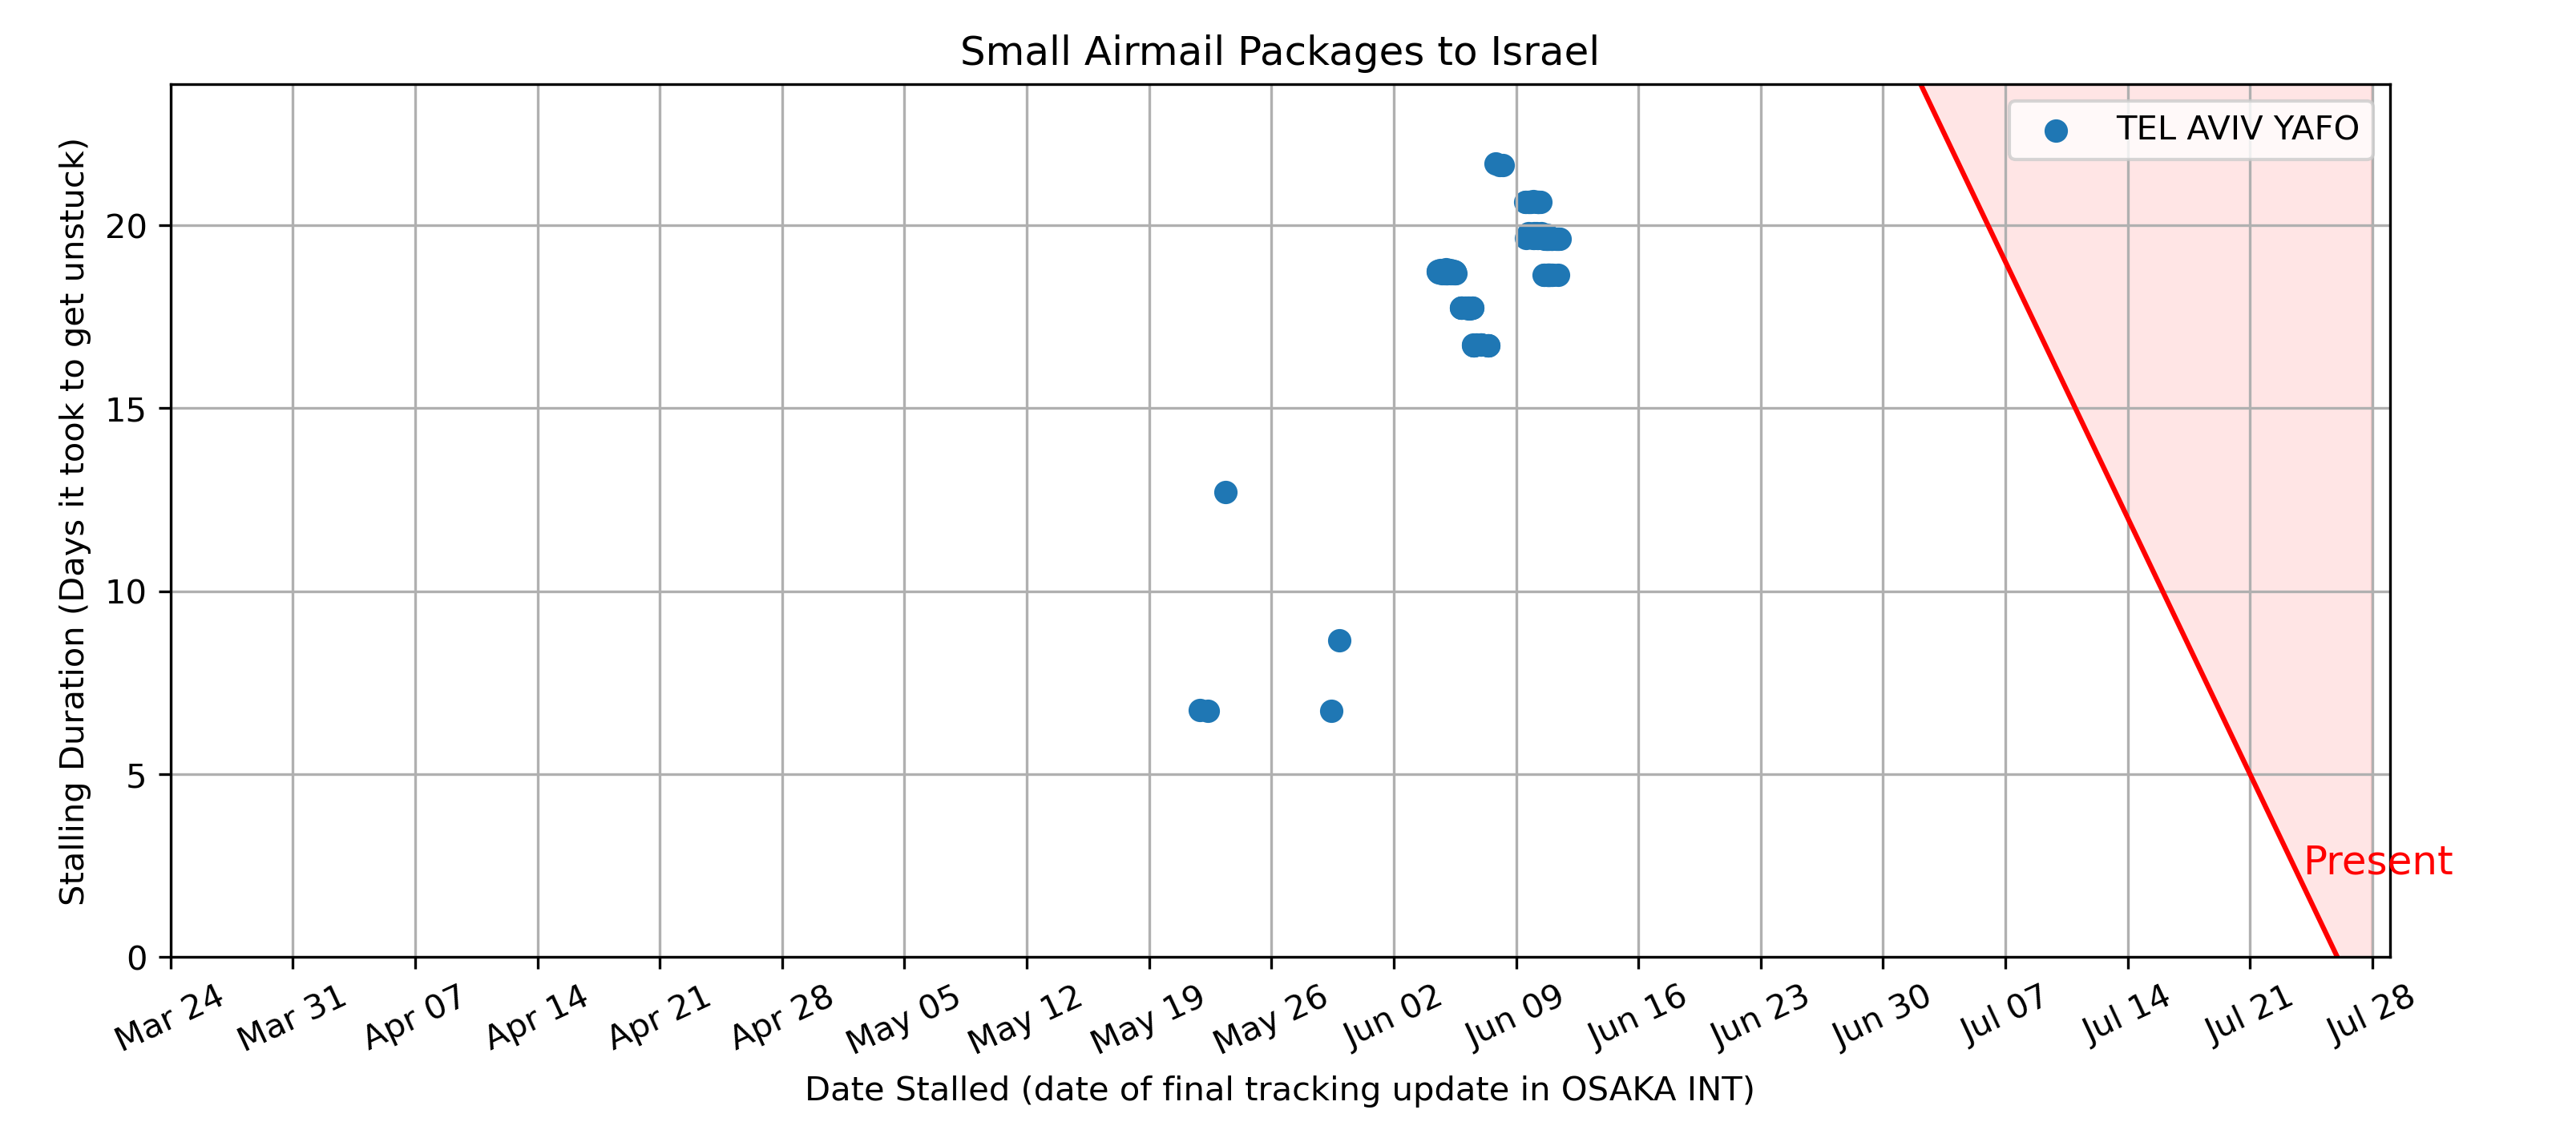 Small Airmail Packages to Israel
TEL AVIV YAFO
Stalling Duration (Days it took to get unstuck)
20
15
10
5
0
Present
Mar 24
Mar 31
Apr 07
Apr 14
Apr 21
Apr 28
May 05
May 12
May 19
May 26
Jun 02
Jun 09
Jun 16
Jun 23
Jun 30
Jul 07
Jul 14
Jul 21
Jul 28
Date Stalled (date of final tracking update in OSAKA INT)